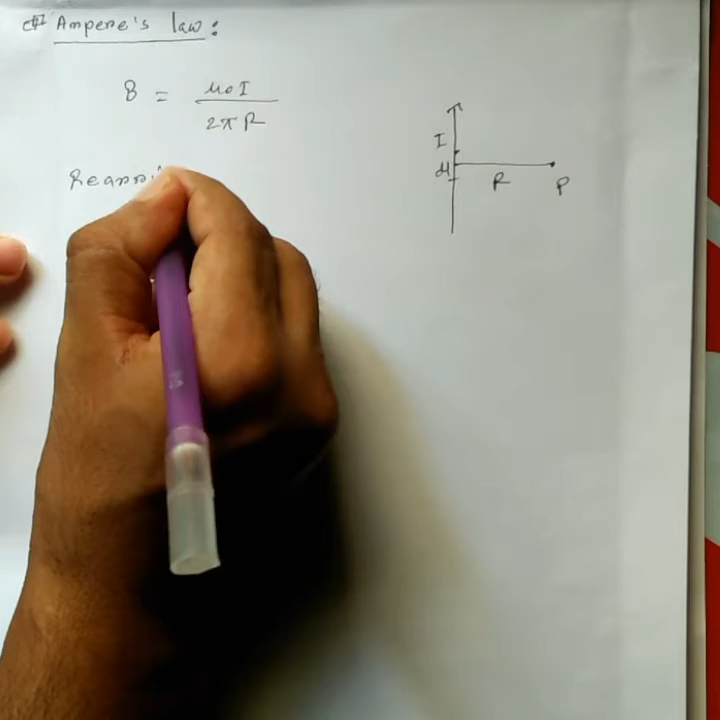 # Ampere's law:
B = μ₀I / 2πR
I
dl
R P